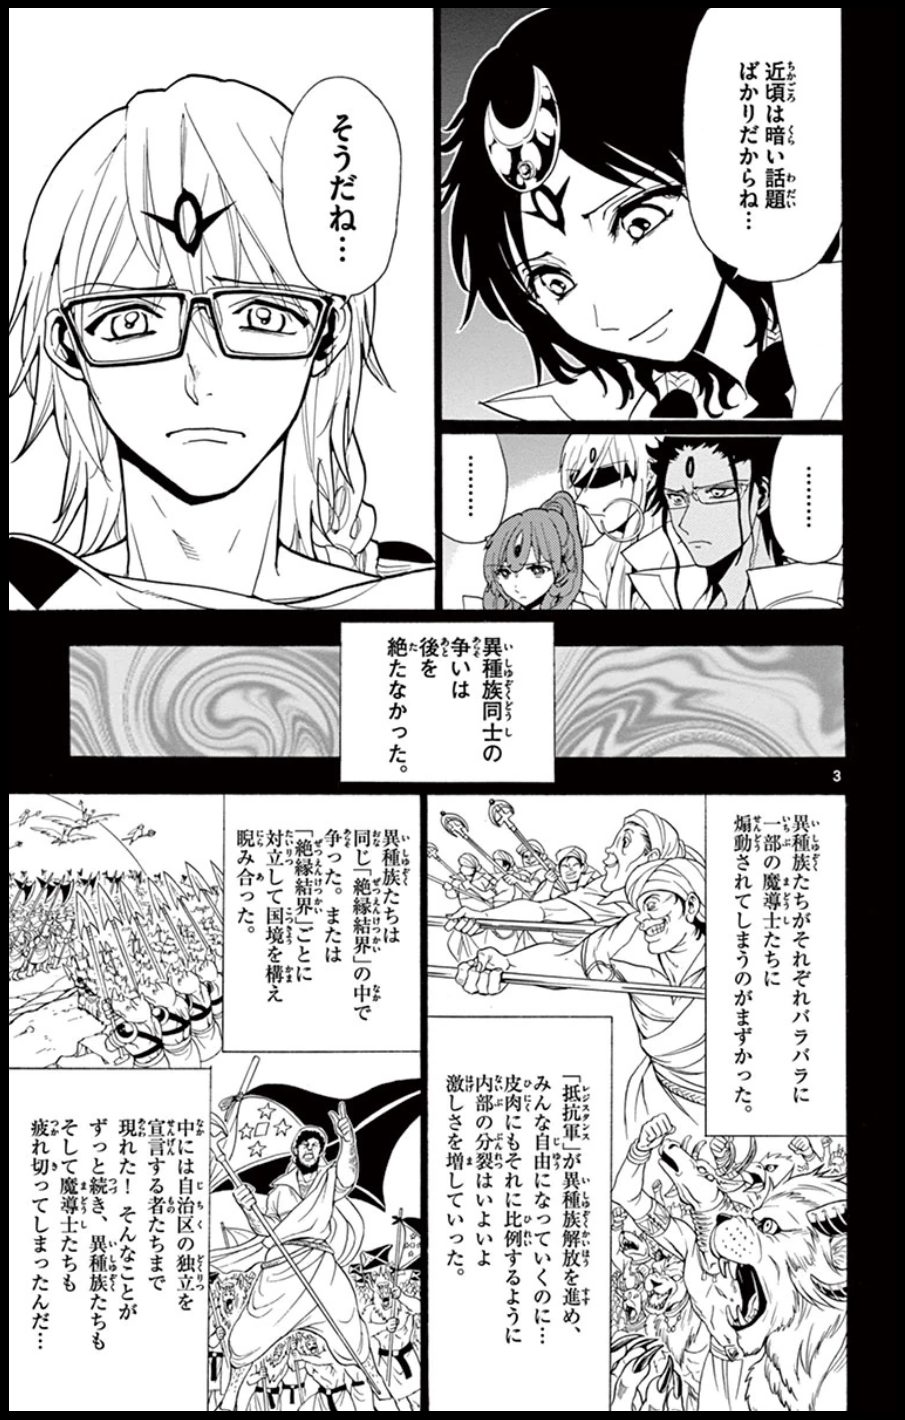 近頃は暗い話題
ばかりだからね…
そうだね…
………
………
異種族同士の
争いは
後を
絶たなかった。
3
異種族たちがそれぞれバラバラに
一部の魔導士たちに
煽動されてしまうのがまずかった。
「抵抗軍」が異種族解放を進め、
みんな自由になっていくのに…
皮肉にもそれに比例するように
内部の分裂はいよいよ
激しさを増していった。
異種族たちは
同じ「絶縁結界」の中で
争った。または
「絶縁結界」ごとに
対立して国境を構え
睨み合った。
中には自治区の独立を
宣言する者たちまで
現れた！そんなことが
ずっと続き、異種族たちも
そして魔導士たちも
疲れ切ってしまったんだ…